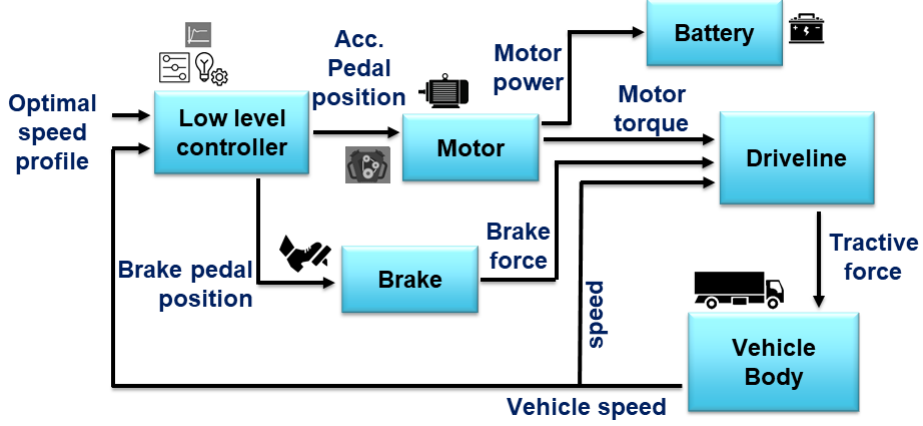 Optimal
speed
profile
Low level
controller
Acc.
Pedal
position
Motor
Motor
power
Battery
Motor
torque
Driveline
Brake pedal
position
Brake
Brake
force
speed
Tractive
force
Vehicle
Body
Vehicle speed